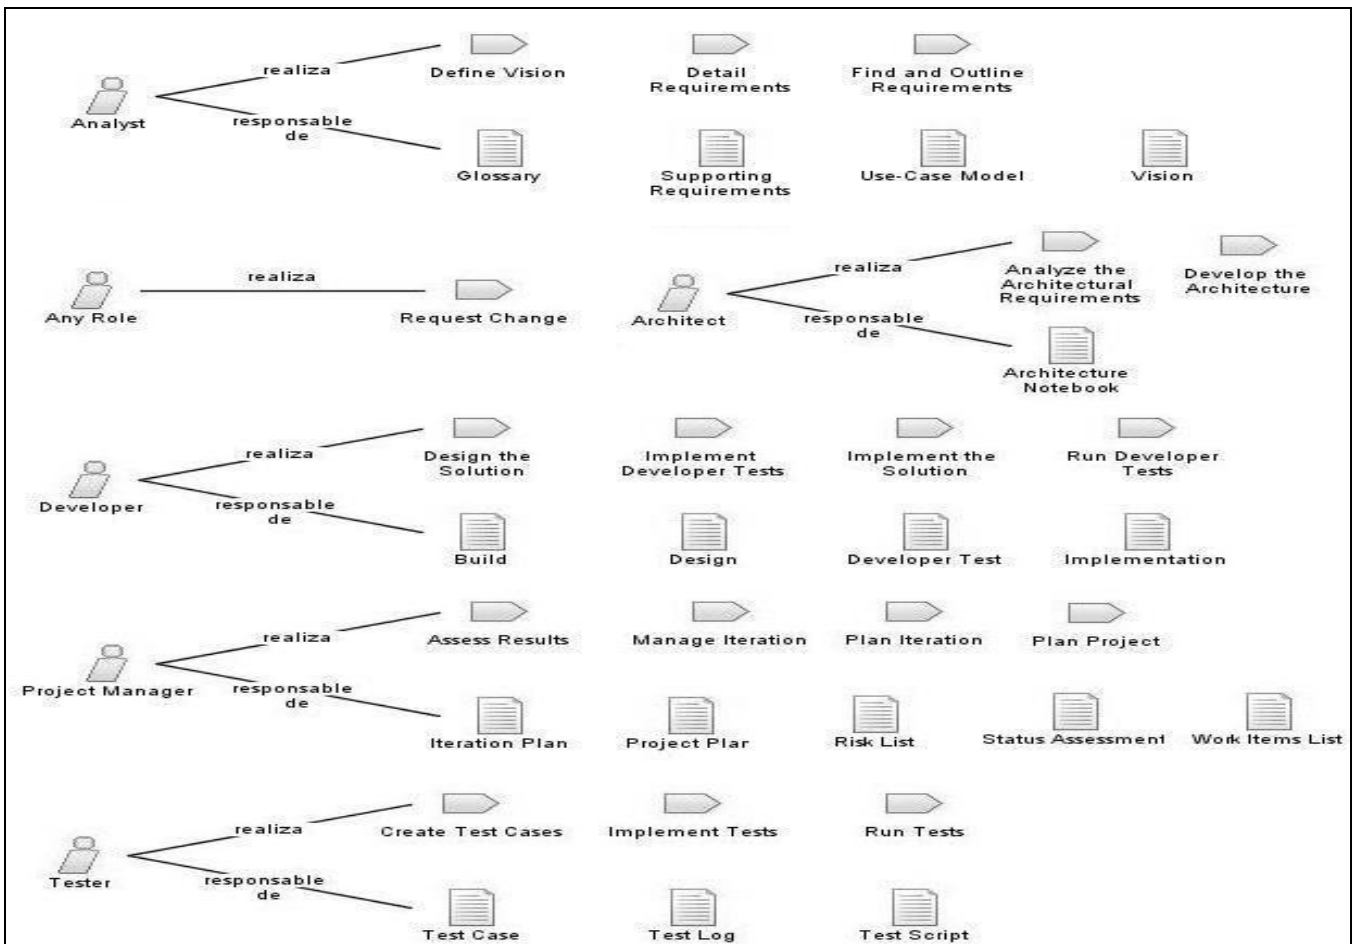 realiza
Define Vision
Detail
Requirements
Find and Outline
Requirements
Analyst
responsable
de
Glossary
Supporting
Requirements
Use-Case Model
Vision
realiza
Any Role
Request Change
realiza
Architect
responsable
de
Analyze the
Architectural
Requirements
Develop the
Architecture
Architecture
Notebook
realiza
Design the
Solution
Implement
Developer Tests
Implement the
Solution
Run Developer
Tests
Developer
responsable
de
Build
Design
Developer Test
Implementation
realiza
Assess Results
Manage Iteration
Plan Iteration
Plan Project
Project Manager
responsable
de
Iteration Plan
Project Plar
Risk List
Status Assessment
Work Items List
realiza
Create Test Cases
Implement Tests
Run Tests
Tester
responsable
de
Test Case
Test Log
Test Script